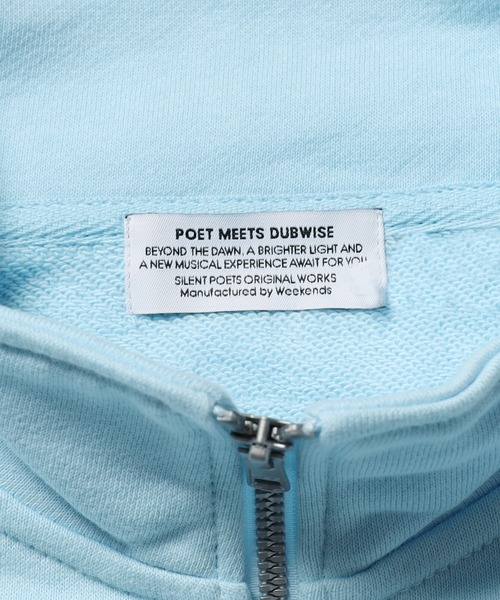 POET MEETS DUBWISE
BEYOND THE DAWN, A BRIGHTER LIGHT AND
A NEW MUSICAL EXPERIENCE AWAIT FOR YOU
SILENT POETS ORIGINAL WORKS
Manufactured by Weekends